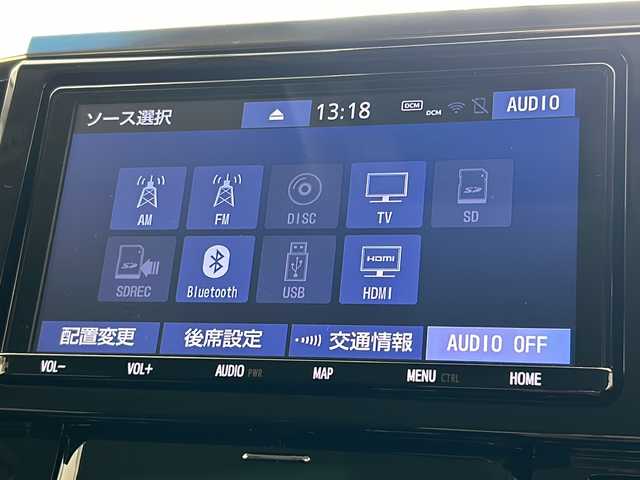 ソース選択 13:18 DCM DCM AUDIO
AM FM DISC TV SD
SDREC Bluetooth USB HDMI HDMI
配置変更 後席設定 交通情報 AUDIO OFF
VOL− VOL+ AUDIO PWR MAP MENU CTRL HOME